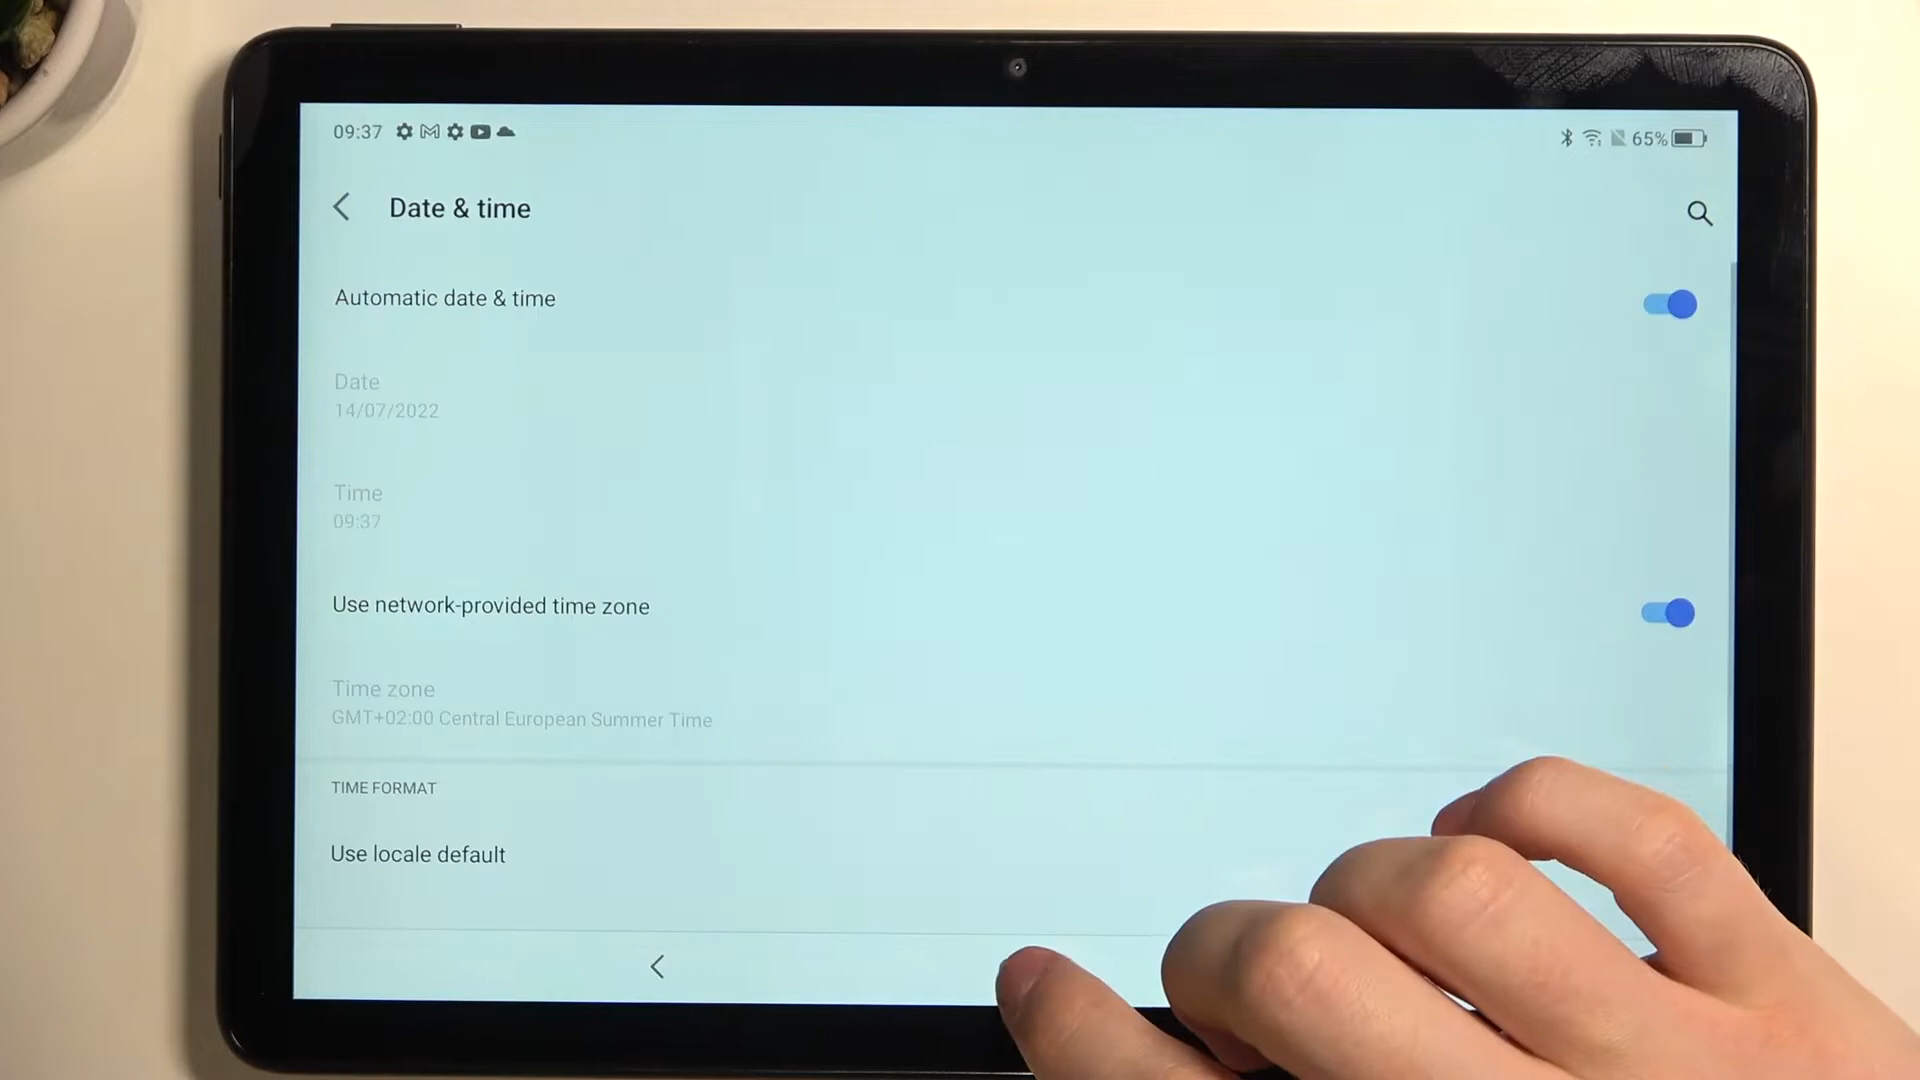 09:37
65%
Date & time
Automatic date & time
Date
14/07/2022
Time
09:37
Use network-provided time zone
Time zone
GMT+02:00 Central European Summer Time
TIME FORMAT
Use locale default